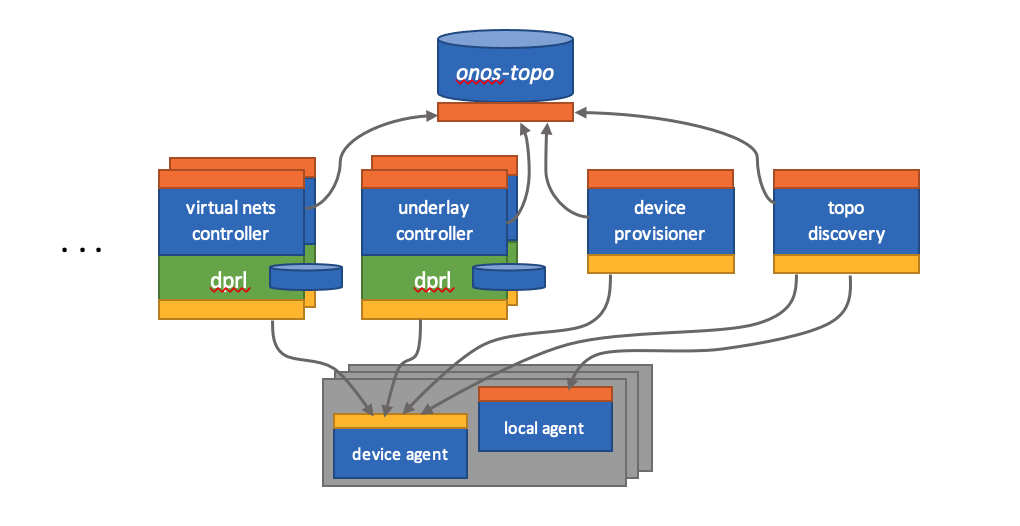 onos-topo
virtual nets
controller
underlay
controller
device
provisioner
topo
discovery
. . .
dprl
dprl
local agent
device agent